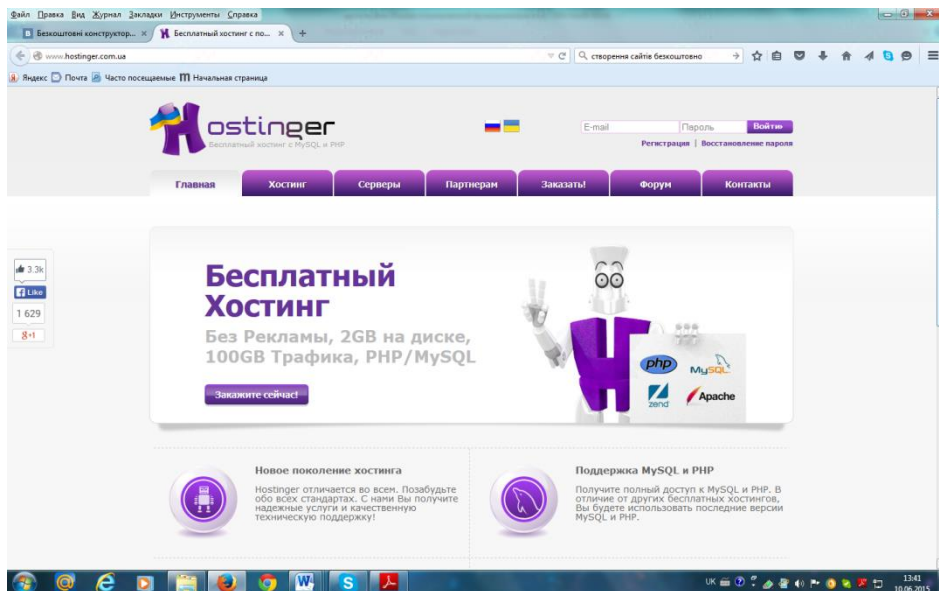 Файл Правка Вид Журнал Закладки Инструменты Справка
Безкоштовні конструктор... × Бесплатный хостинг с по... × +
www.hostinger.com.ua створення сайтів безкоштовно
Яндекс Почта Часто посещаемые Начальная страница
Hostinger
Бесплатный хостинг с MySQL и PHP
E-mail Пароль Войти»
Регистрация | Восстановление пароля
Главная Хостинг Серверы Партнерам Заказать! Форум Контакты
3.3k
Like
1 629
g+1
Бесплатный
Хостинг
Без Рекламы, 2GB на диске,
100GB Трафика, PHP/MySQL
Закажите сейчас!
php MySQL
zend Apache
Новое поколение хостинга
Hostinger отличается во всем. Позабудьте
обо всех стандартах. С нами Вы получите
надежные услуги и качественную
техническую поддержку!
Поддержка MySQL и PHP
Получите полный доступ к MySQL и PHP. В
отличие от других бесплатных хостингов,
Вы будете использовать последние версии
MySQL и PHP.
UK 13:41
10.06.2015